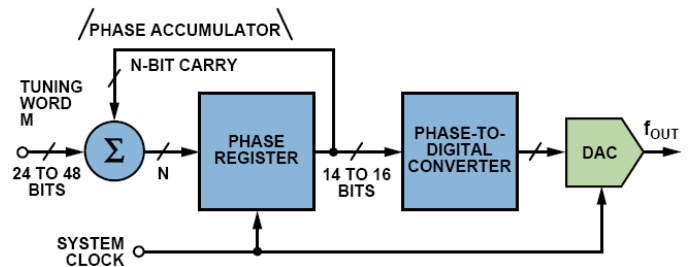 PHASE ACCUMULATOR
N-BIT CARRY
TUNING
WORD
M
24 TO 48
BITS
Σ
N
PHASE
REGISTER
14 TO 16
BITS
PHASE-TO-
DIGITAL
CONVERTER
DAC
fOUT
SYSTEM
CLOCK